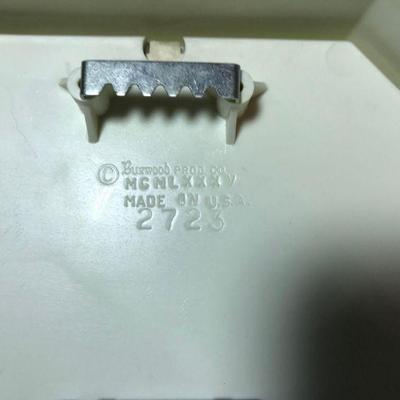 © Burwood PROD. CO.
MCMLXXXV
MADE IN U.S.A.
2723